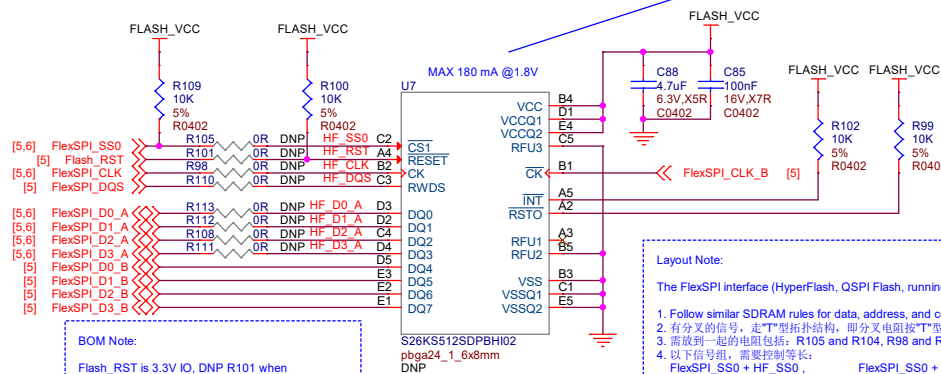 FLASH_VCC
FLASH_VCC
FLASH_VCC
FLASH_VCC
FLASH_VCC
MAX 180 mA @1.8V
R109
10K
5%
R0402
R100
10K
5%
R0402
U7
C88
4.7uF
6.3V,X5R
C0402
C85
100nF
16V,X7R
C0402
R102
10K
5%
R0402
R99
10K
5%
R040
[5,6] FlexSPI_SS0 R105 0R DNP HF_SS0 C2 CS1
[5] Flash_RST R101 0R DNP HF_RST A4 RESET
[5,6] FlexSPI_CLK R98 0R DNP HF_CLK B2 CK
[5] FlexSPI_DQS R110 0R DNP HF_DQS C3 RWDS
[5,6] FlexSPI_D0_A R113 0R DNP HF_D0_A D3 DQ0
[5,6] FlexSPI_D1_A R112 0R DNP HF_D1_A D2 DQ1
[5,6] FlexSPI_D2_A R108 0R DNP HF_D2_A C4 DQ2
[5,6] FlexSPI_D3_A R111 0R DNP HF_D3_A D4 DQ3
[5] FlexSPI_D0_B D5 DQ4
[5] FlexSPI_D1_B E3 DQ5
[5] FlexSPI_D2_B E2 DQ6
[5] FlexSPI_D3_B E1 DQ7
VCC B4
VCCQ1 D1
VCCQ2 E4
RFU3 C5
CK B1 FlexSPI_CLK_B [5]
INT A5
RSTO A2
RFU1 A3
RFU2 B5
VSS B3
VSSQ1 C1
VSSQ2 E5
S26KS512SDPBHI02
pbga24_1_6x8mm
DNP
BOM Note:
Flash_RST is 3.3V IO, DNP R101 when
Layout Note:
The FlexSPI interface (HyperFlash, QSPI Flash, runnin
1. Follow similar SDRAM rules for data, address, and c
2. 有分叉的信号，走"T"型拓扑结构，即分叉电阻按"T"型
3. 需放到一起的电阻包括: R105 and R104, R98 and R
4. 以下信号组，需要控制等长:
FlexSPI_SS0 + HF_SS0 , FlexSPI_SS0 +